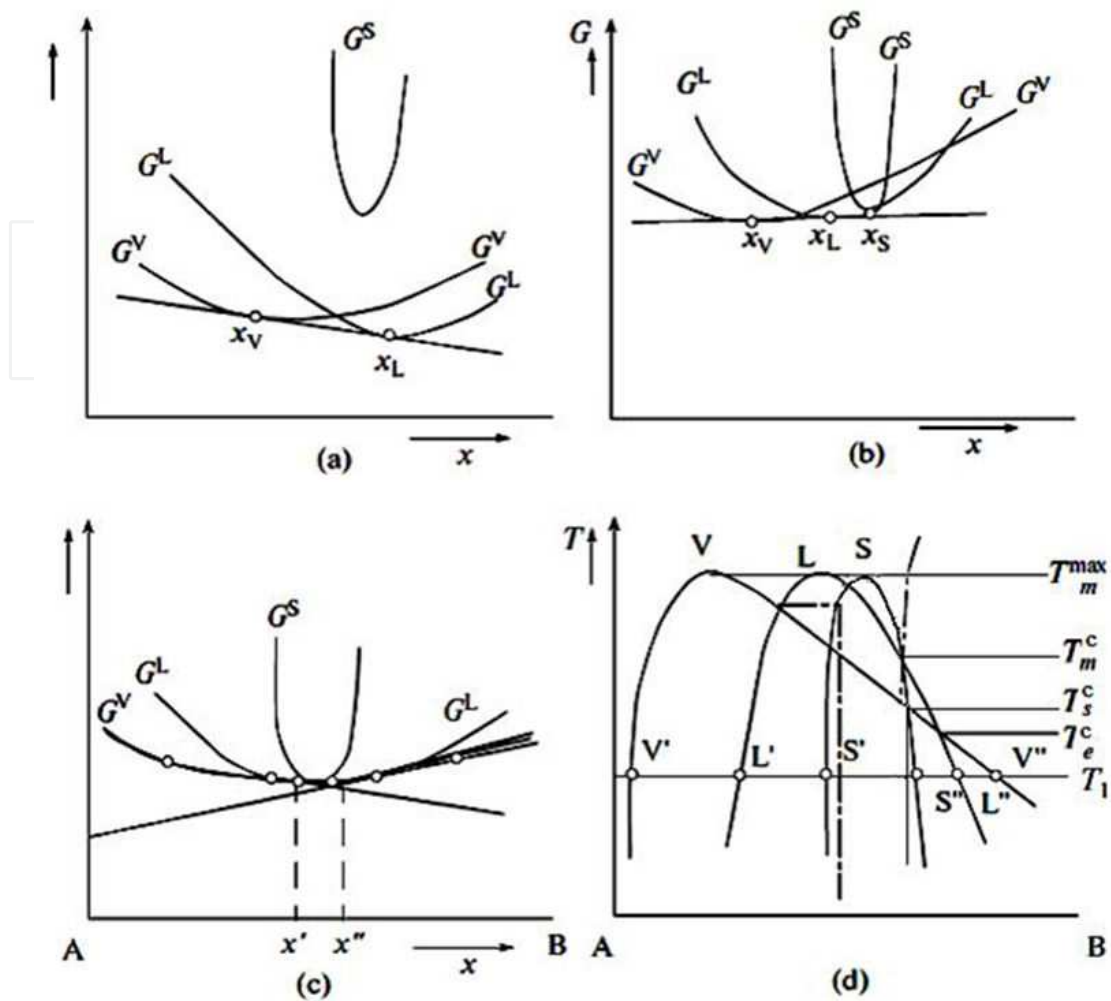 G^S
G^L
G^V
G^V
G^L
x_V
x_L
x
(a)
G
G^S
G^S
G^L
G^L
G^V
G^V
x_V
x_L
x_S
x
(b)
G^S
G^L
G^V
G^L
A
x'
x"
x
B
(c)
T
V
L
S
T_m^max
T_m^c
T_s^c
T_e^c
V'
L'
S'
S"
L"
V"
T_1
A
B
(d)